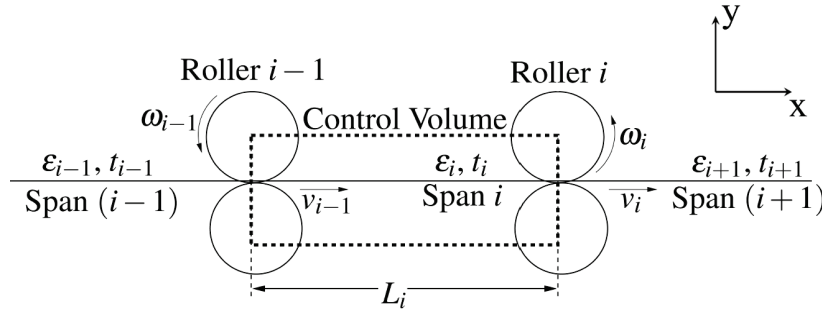 y
Roller i − 1
Roller i
x
ω_{i−1}
Control Volume
ω_i
ε_{i−1}, t_{i−1}
ε_i, t_i
ε_{i+1}, t_{i+1}
Span (i−1)
v_{i−1}
Span i
v_i
Span (i+1)
L_i